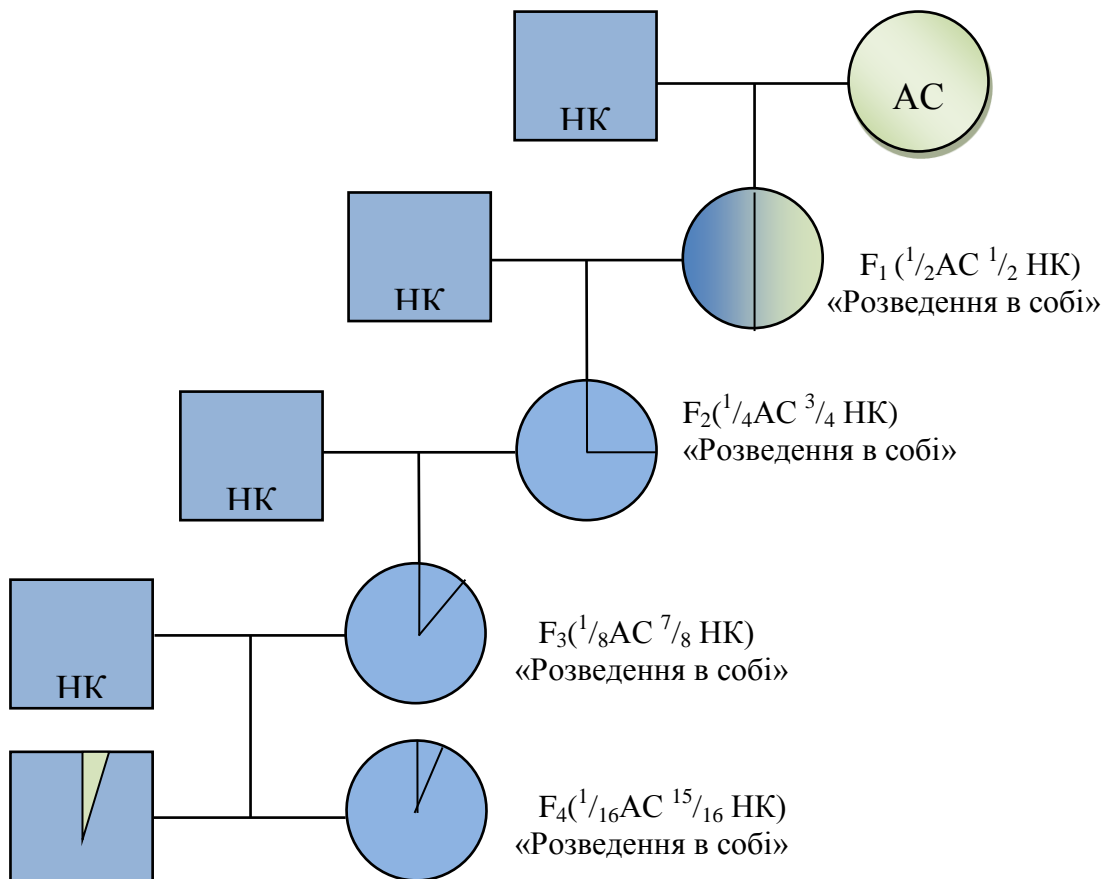 НК
АС
НК
F₁ (¹/₂АС ¹/₂ НК)
«Розведення в собі»
НК
F₂(¹/₄АС ³/₄ НК)
«Розведення в собі»
НК
F₃(¹/₈АС ⁷/₈ НК)
«Розведення в собі»
F₄(¹/₁₆АС ¹⁵/₁₆ НК)
«Розведення в собі»